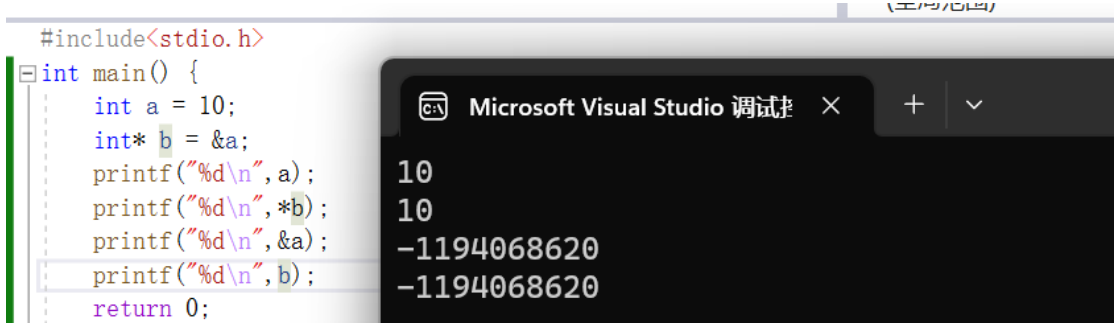 #include<stdio.h>
int main() {
int a = 10;
int* b = &a;
printf("%d\n",a);
printf("%d\n",*b);
printf("%d\n",&a);
printf("%d\n",b);
return 0;
Microsoft Visual Studio 调试
10
10
-1194068620
-1194068620